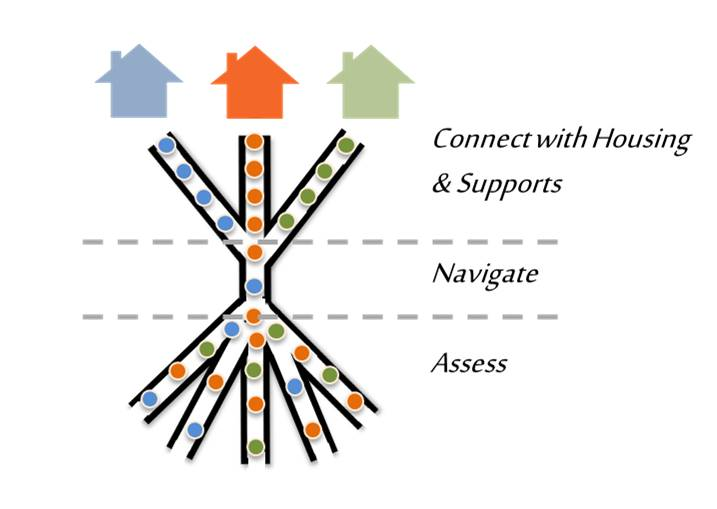 Connect with Housing
& Supports
Navigate
Assess